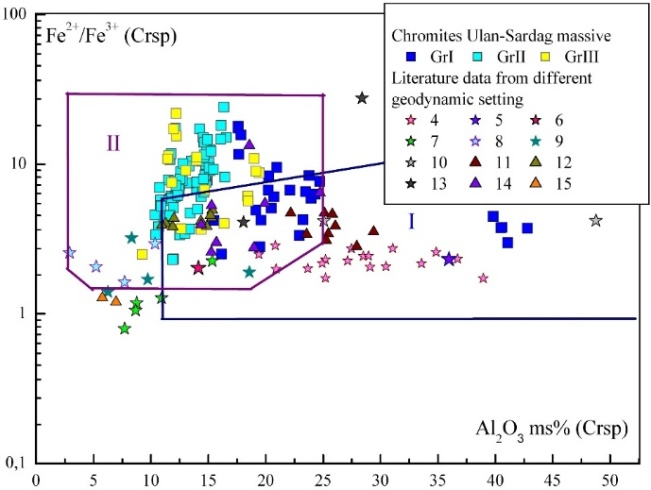 100
Fe2+/Fe3+ (Crsp)
Chromites Ulan-Sardag massive
GrI GrII GrIII
Literature data from different
geodynamic setting
4 5 6
7 8 9
10 11 12
13 14 15
II
10
I
1
Al2O3 ms% (Crsp)
0,1
0 5 10 15 20 25 30 35 40 45 50